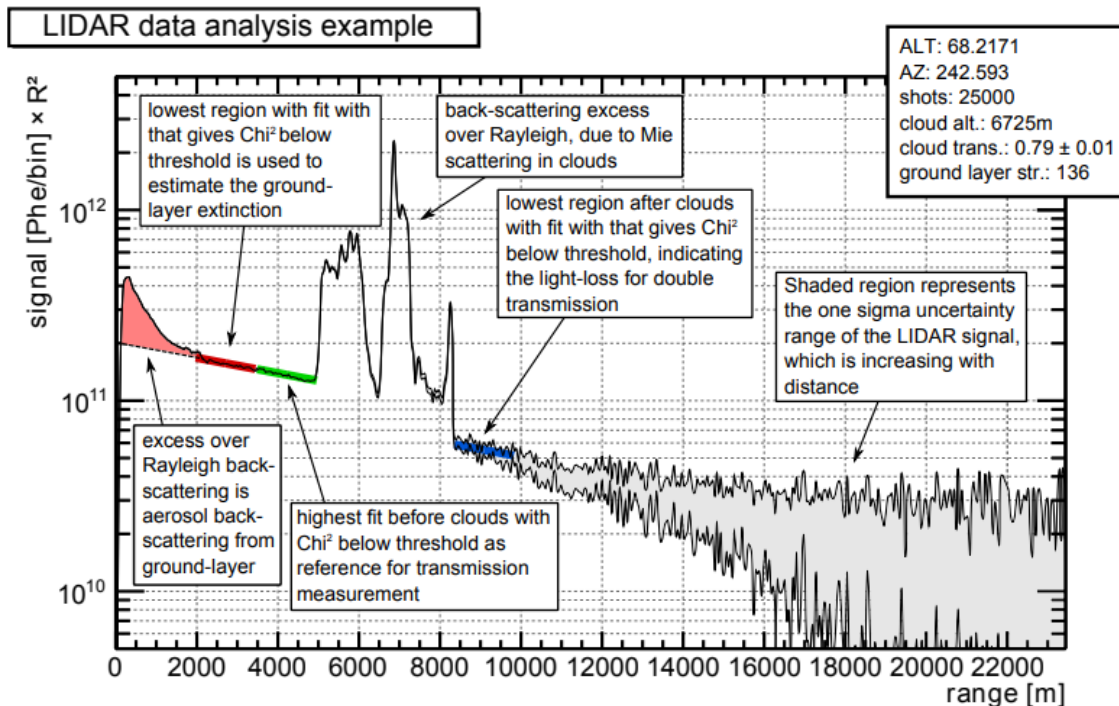 LIDAR data analysis example
ALT: 68.2171
AZ: 242.593
shots: 25000
cloud alt.: 6725m
cloud trans.: 0.79 ± 0.01
ground layer str.: 136
signal [Phe/bin] × R²
10¹²
10¹¹
10¹⁰
lowest region with fit with
that gives Chi² below
threshold is used to
estimate the ground-
layer extinction
back-scattering excess
over Rayleigh, due to Mie
scattering in clouds
lowest region after clouds
with fit with that gives Chi²
below threshold, indicating
the light-loss for double
transmission
Shaded region represents
the one sigma uncertainty
range of the LIDAR signal,
which is increasing with
distance
excess over
Rayleigh back-
scattering is
aerosol back-
scattering from
ground-layer
highest fit before clouds with
Chi² below threshold as
reference for transmission
measurement
0 2000 4000 6000 8000 10000 12000 14000 16000 18000 20000 22000
range [m]